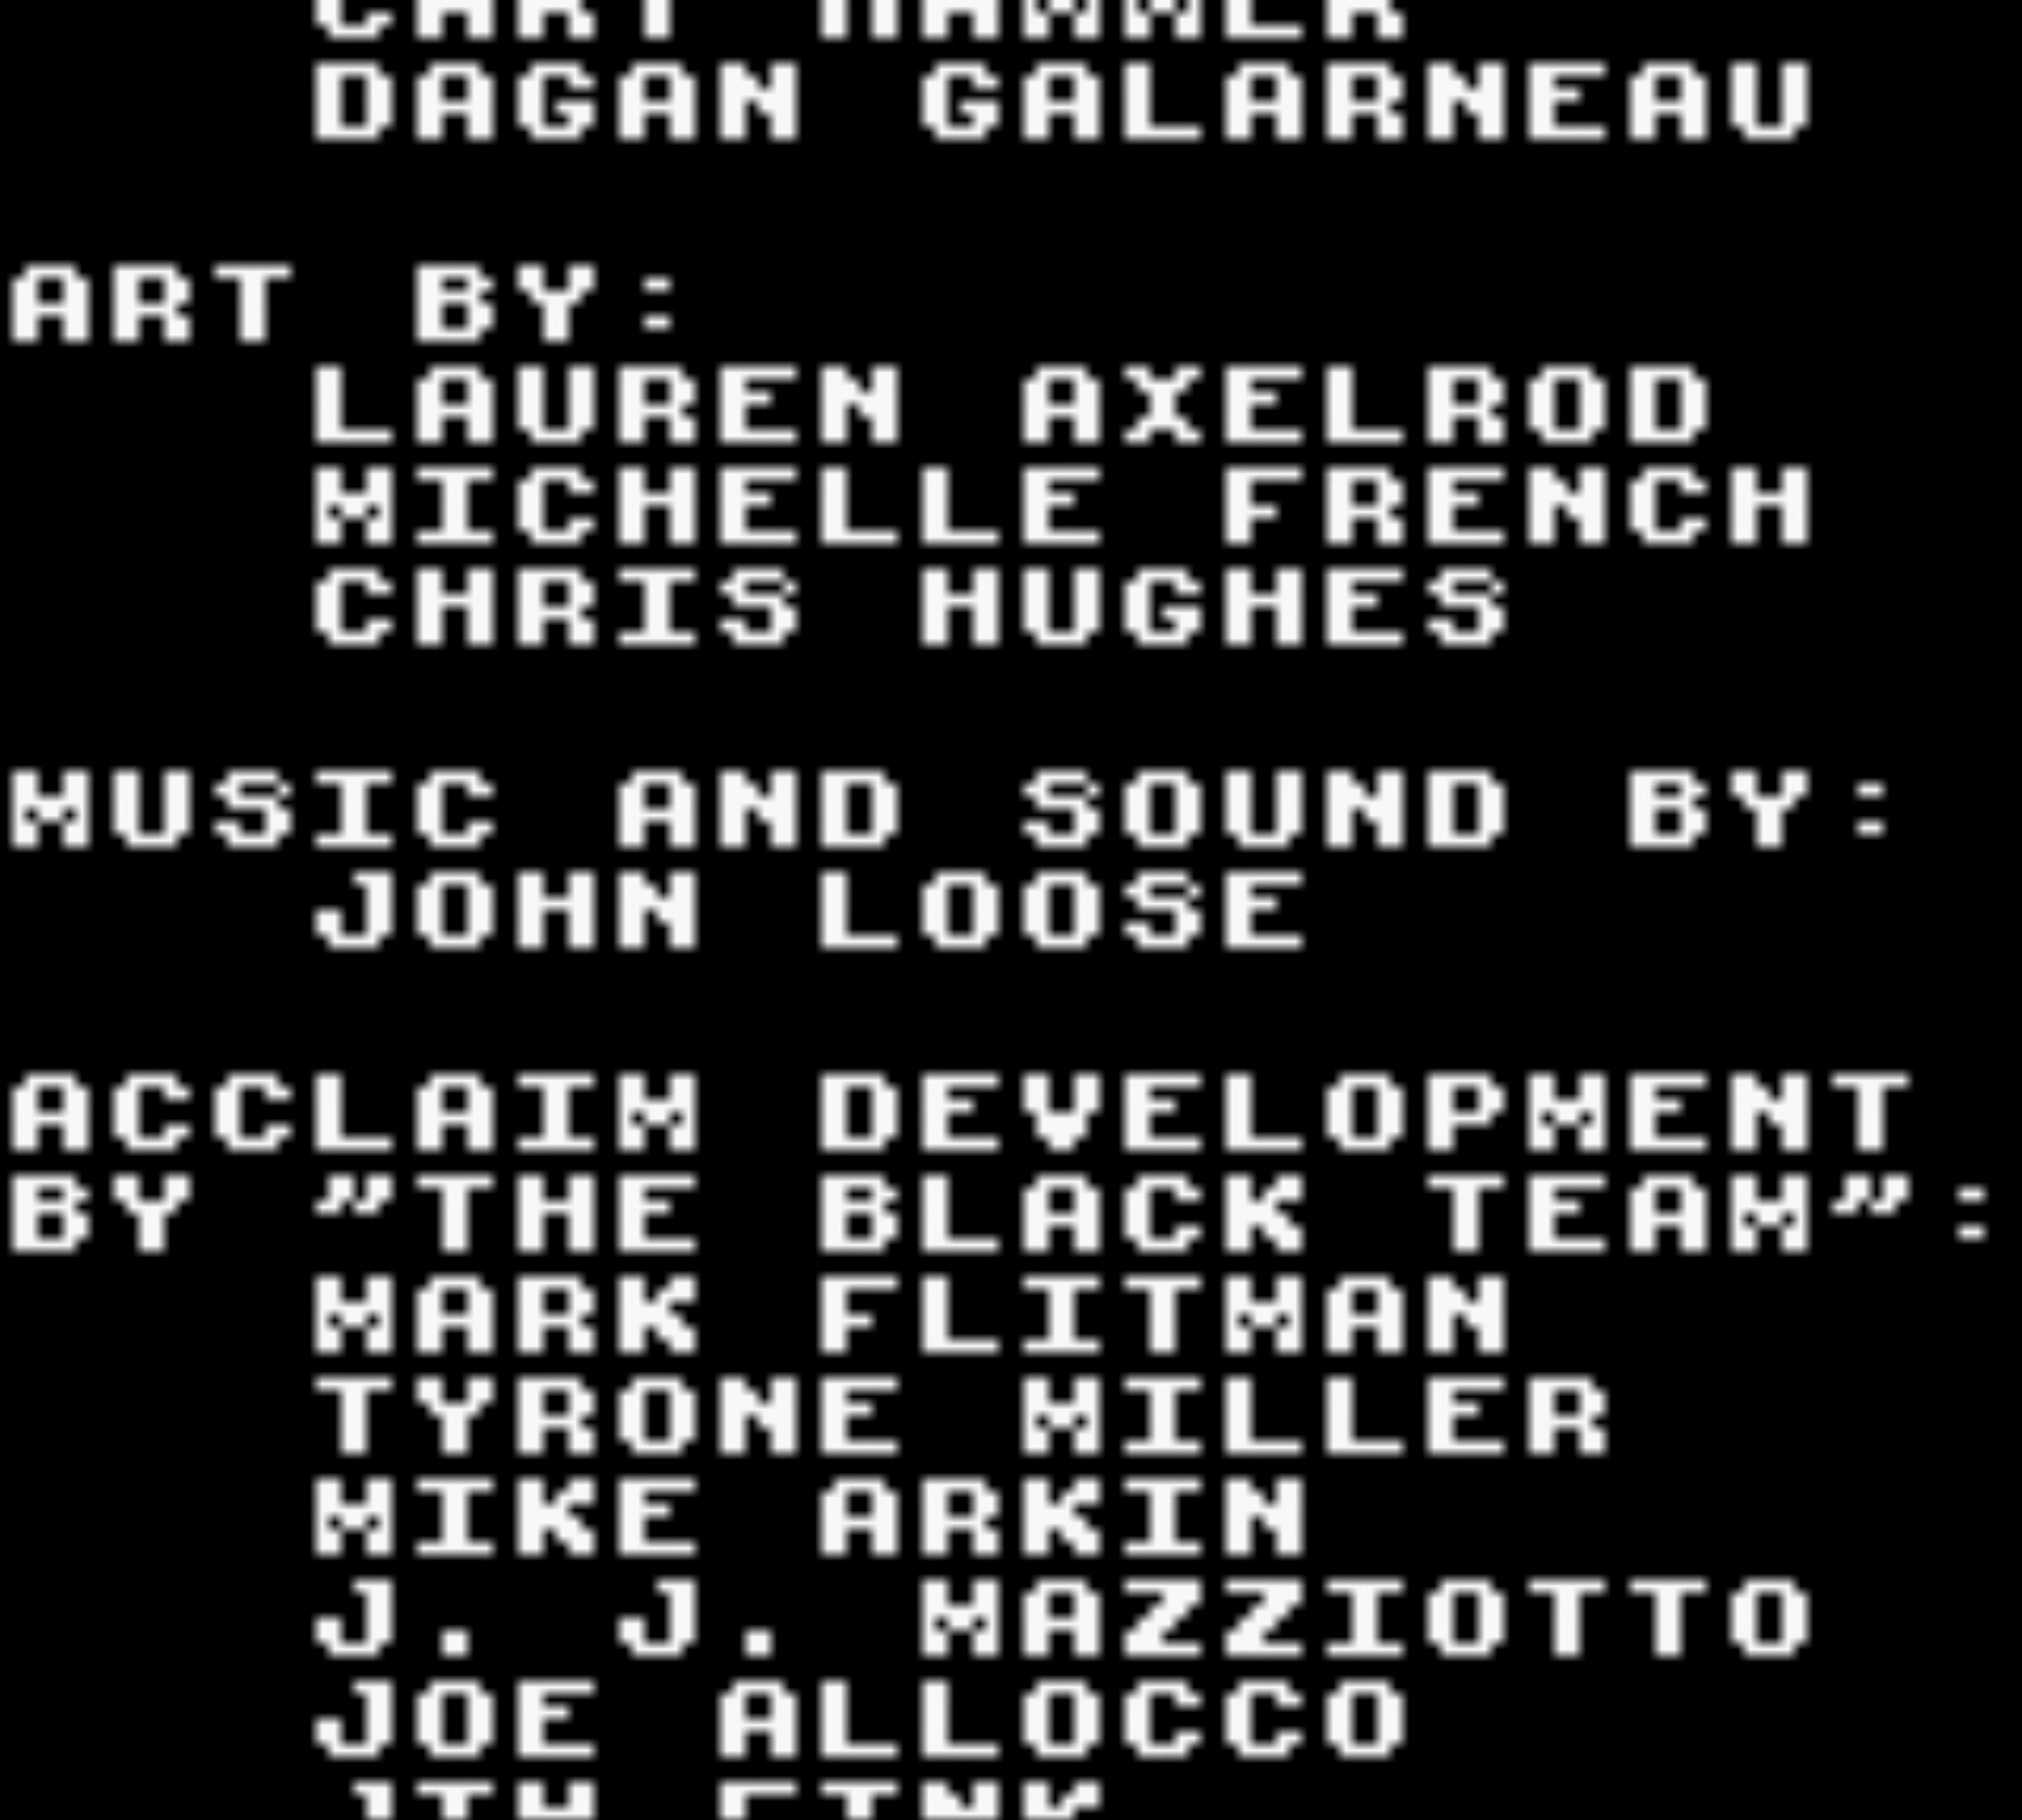 DAGAN GALARNEAU
ART BY:
LAUREN AXELROD
MICHELLE FRENCH
CHRIS HUGHES
MUSIC AND SOUND BY:
JOHN LOOSE
ACCLAIM DEVELOPMENT
BY "THE BLACK TEAM":
MARK FLITMAN
TYRONE MILLER
MIKE ARKIN
J. J. MAZZIOTTO
JOE ALLOCCO